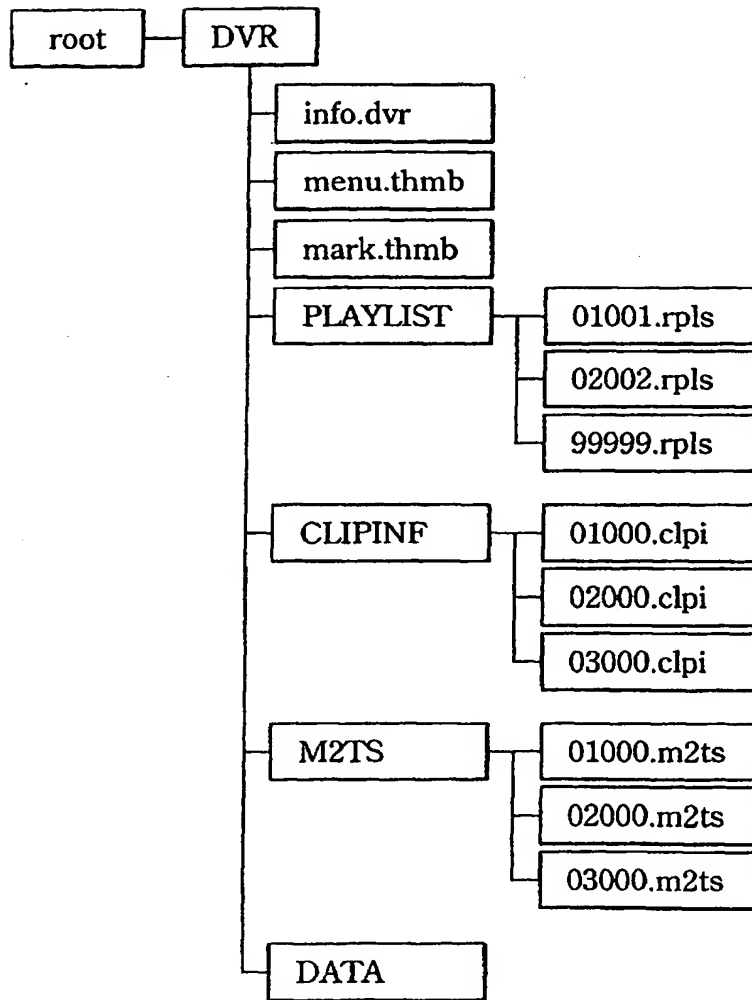 root
DVR
info.dvr
menu.thmb
mark.thmb
PLAYLIST
01001.rpls
02002.rpls
99999.rpls
CLIPINF
01000.clpi
02000.clpi
03000.clpi
M2TS
01000.m2ts
02000.m2ts
03000.m2ts
DATA